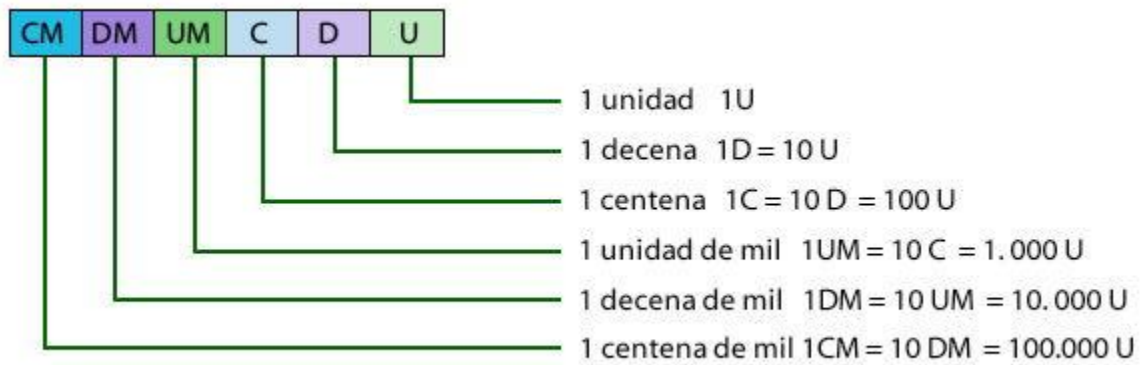 CM DM UM C D U
1 unidad 1U
1 decena 1D = 10 U
1 centena 1C = 10 D = 100 U
1 unidad de mil 1UM = 10 C = 1.000 U
1 decena de mil 1DM = 10 UM = 10.000 U
1 centena de mil 1CM = 10 DM = 100.000 U